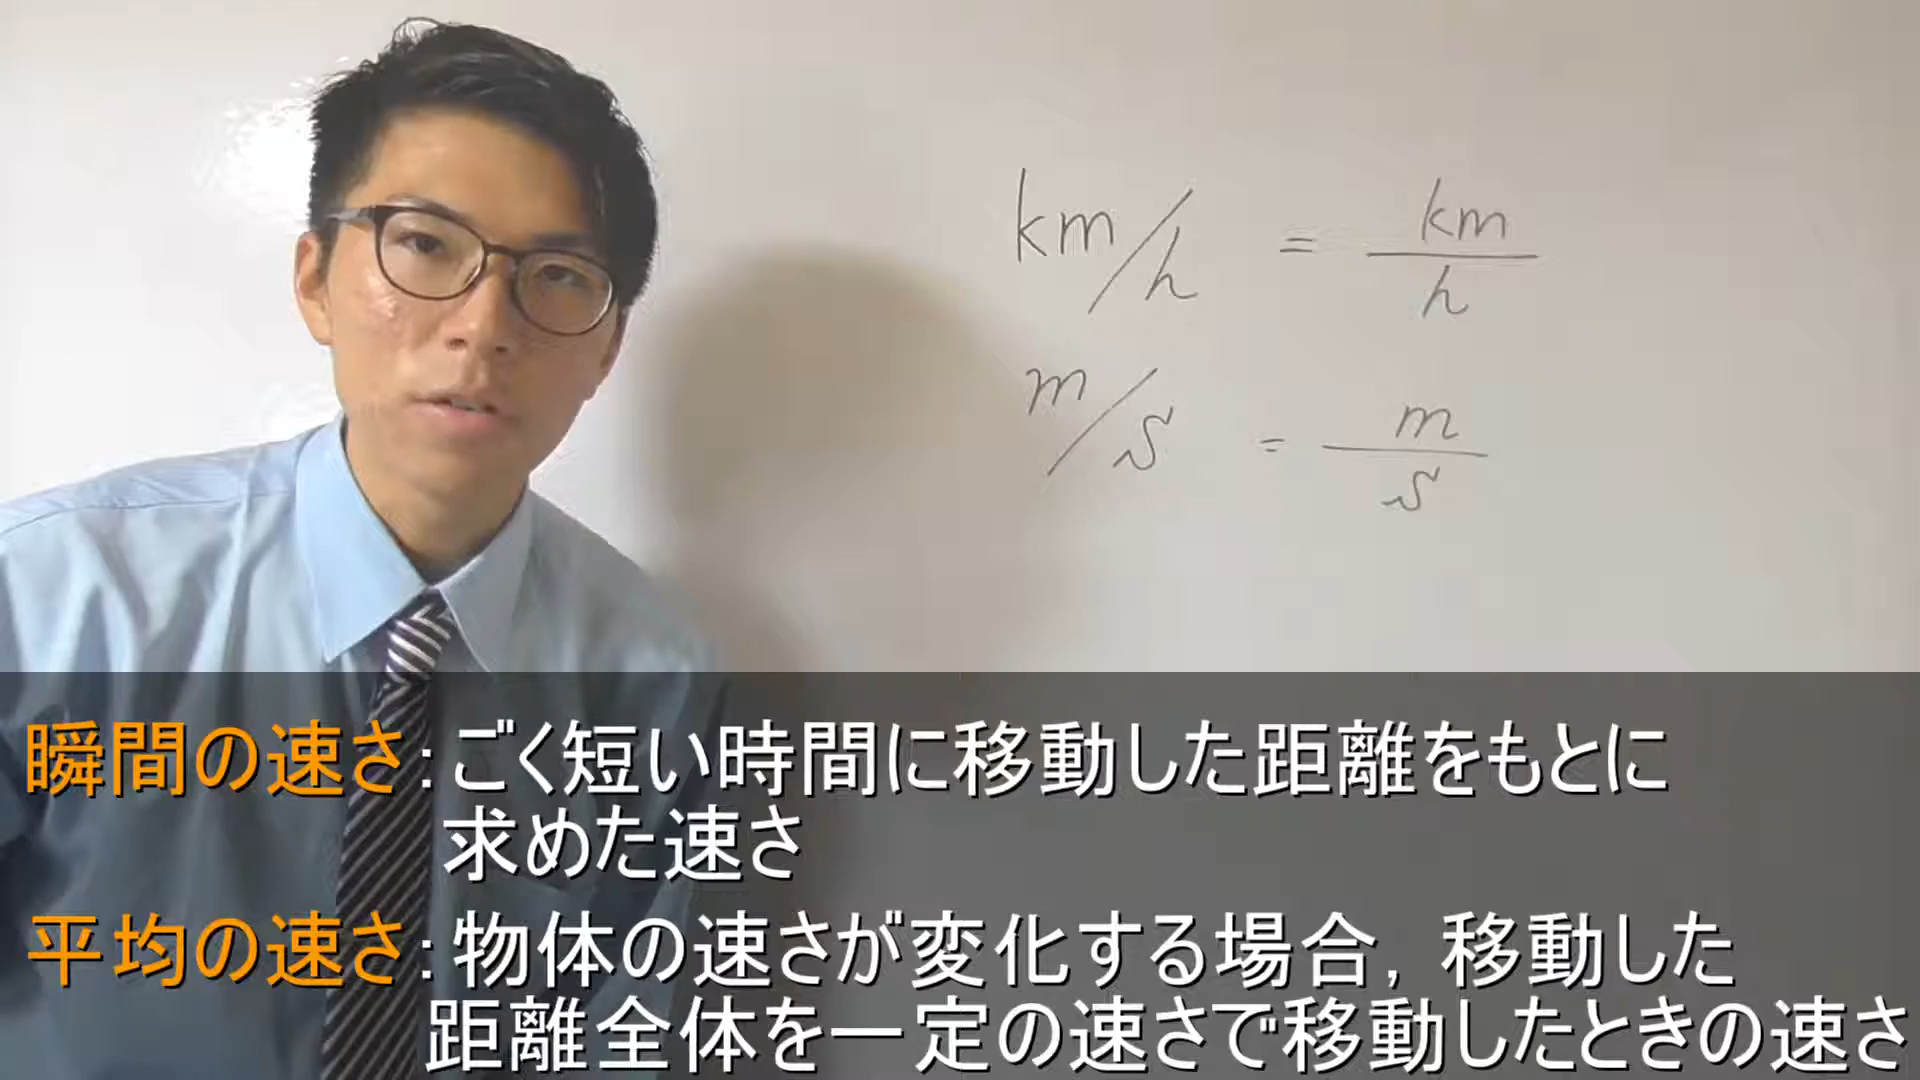 km/h = km/h
m/s = m/s
瞬間の速さ:ごく短い時間に移動した距離をもとに
求めた速さ
平均の速さ:物体の速さが変化する場合,移動した
距離全体を一定の速さで移動したときの速さ